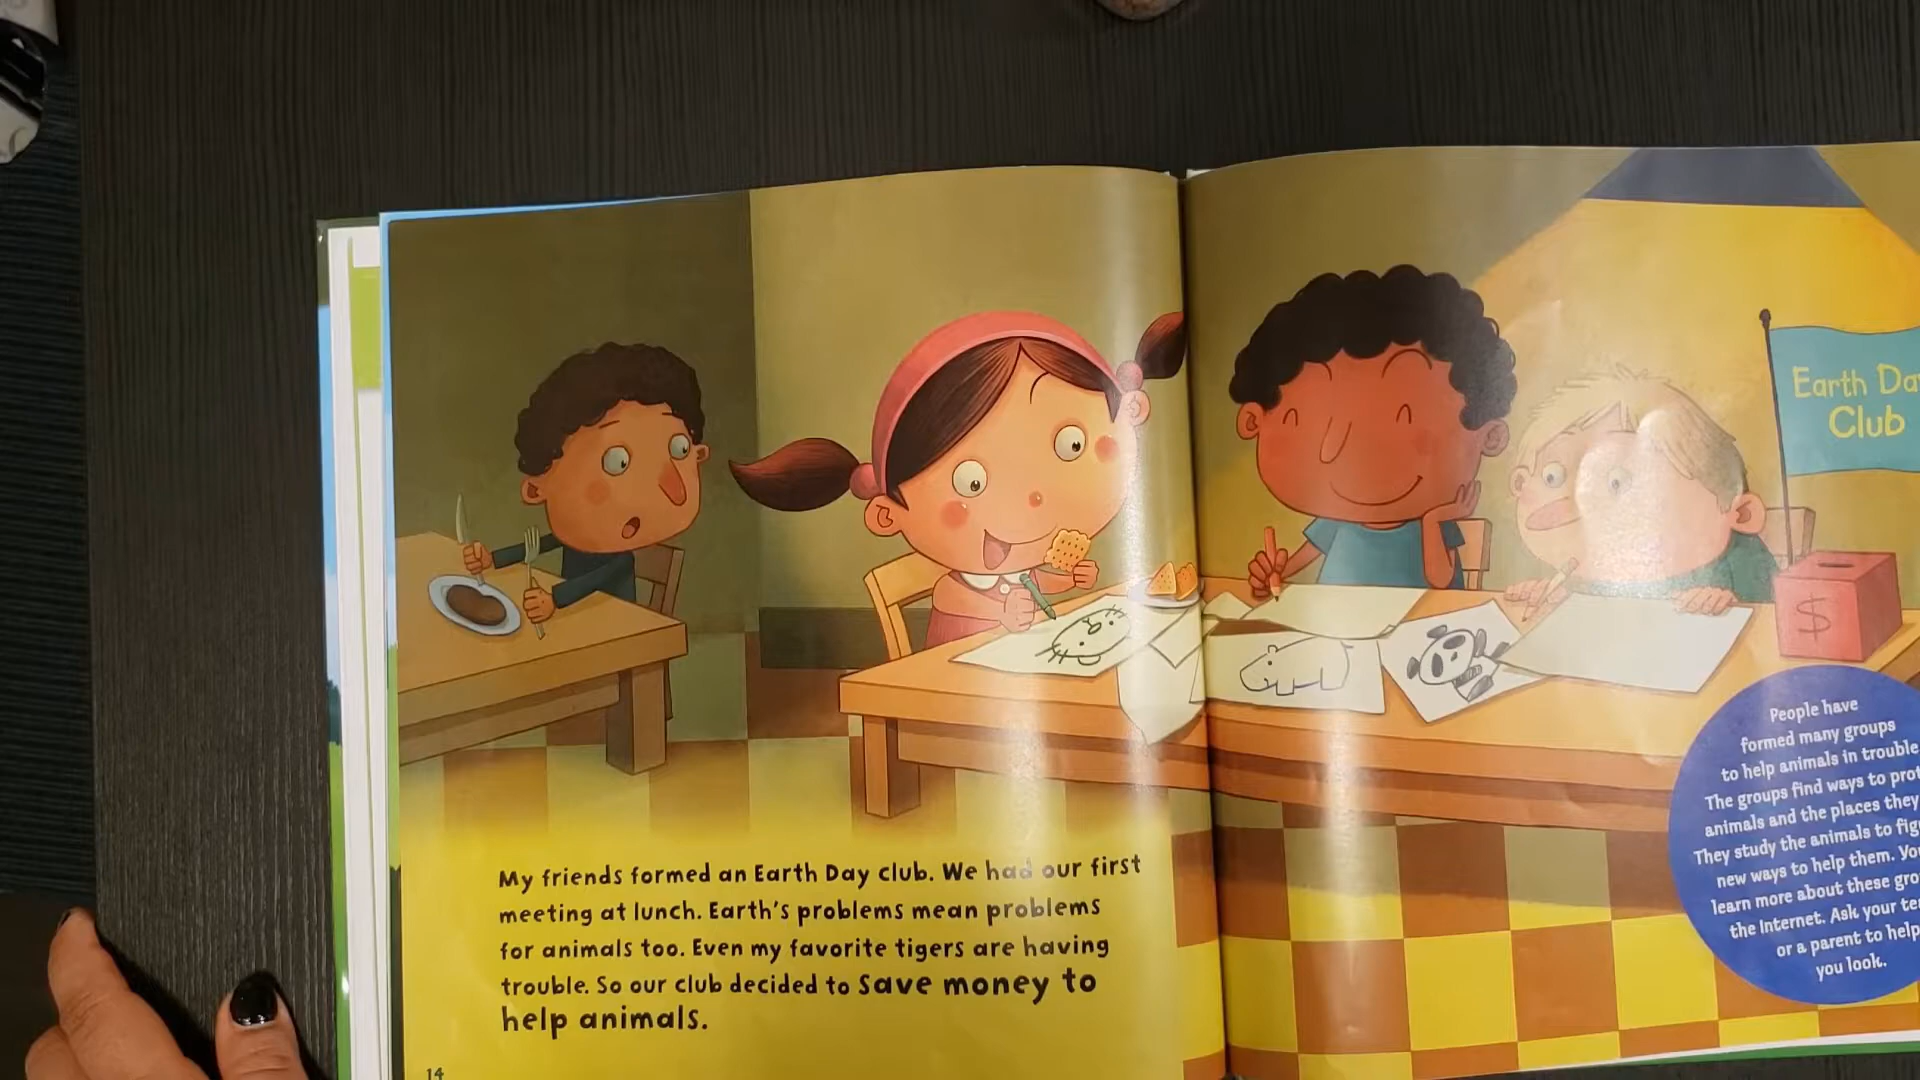 My friends formed an Earth Day club. We had our first
meeting at lunch. Earth's problems mean problems
for animals too. Even my favorite tigers are having
trouble. So our club decided to save money to
help animals.
14
Earth
Club
$
People have
formed many groups
to help animals in trouble
The groups find ways to
animals and the places they
They study the animals to
new ways to help them.
learn more about these
the Internet. Ask your
or a parent to help
you look.